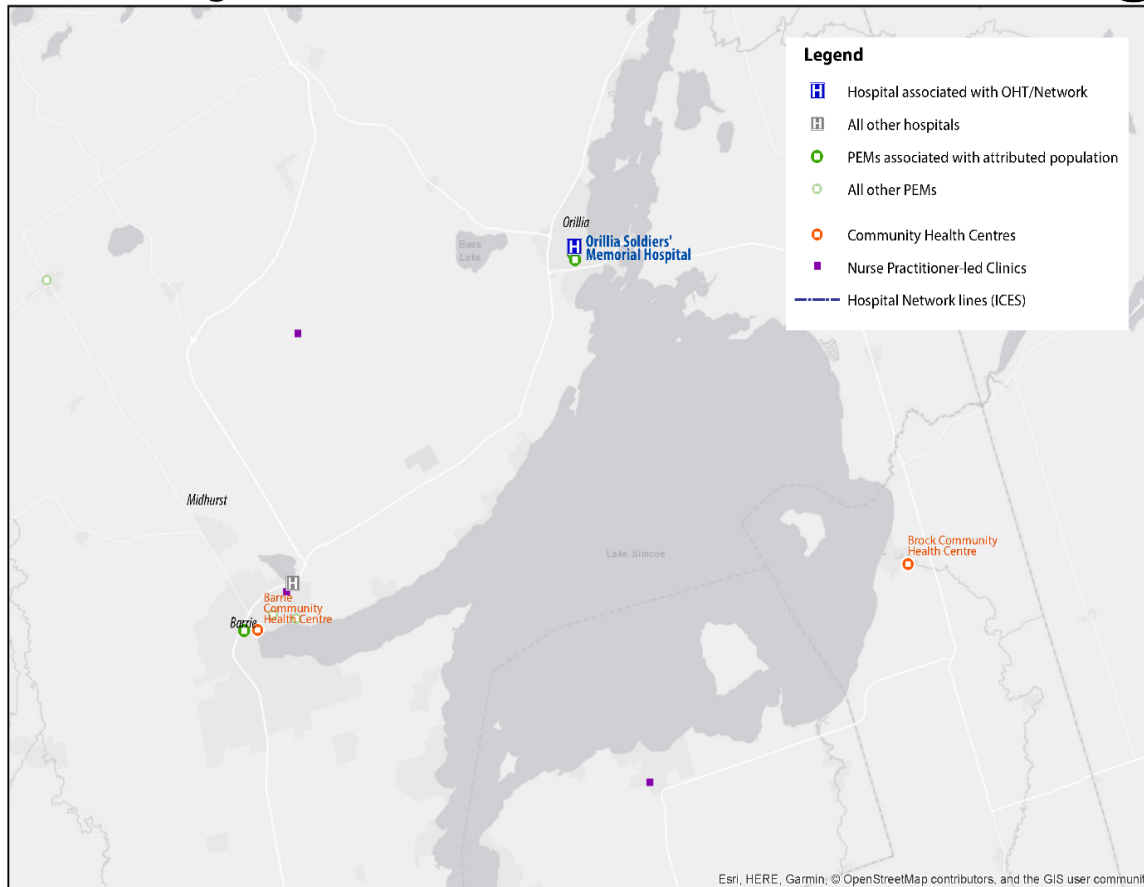 Legend
Hospital associated with OHT/Network
All other hospitals
PEMs associated with attributed population
All other PEMs
Community Health Centres
Nurse Practitioner-led Clinics
Hospital Network lines (ICES)
Orillia
Orillia Soldiers'
Memorial Hospital
Bass
Lake
Midhurst
Lake Simcoe
Brock Community
Health Centre
Barrie
Community
Health Centre
Barrie
Esri, HERE, Garmin, © OpenStreetMap contributors, and the GIS user communit